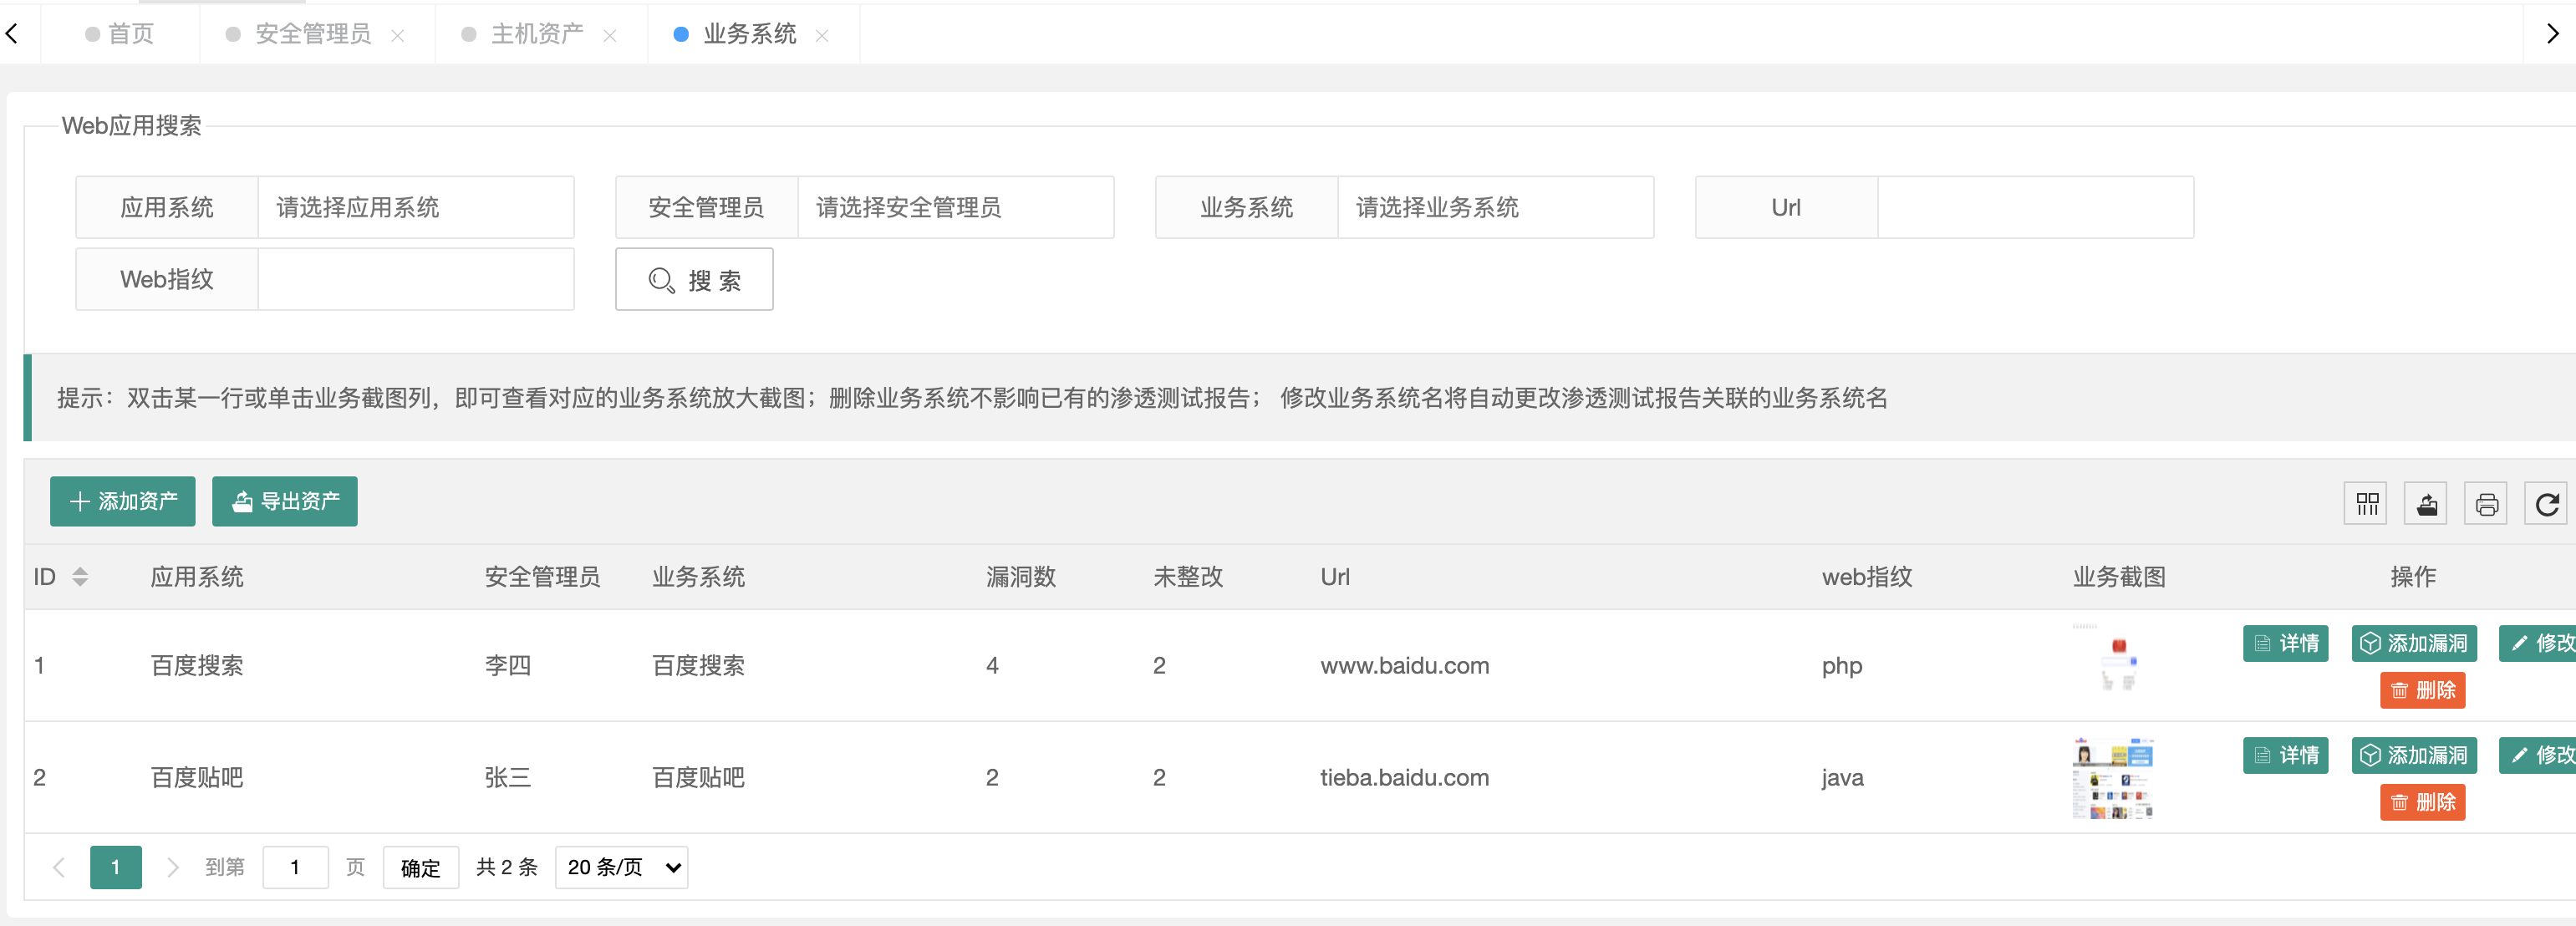 首页 安全管理员 主机资产 业务系统
Web应用搜索
应用系统 请选择应用系统 安全管理员 请选择安全管理员 业务系统 请选择业务系统 Url
Web指纹 搜 索
提示：双击某一行或单击业务截图列，即可查看对应的业务系统放大截图；删除业务系统不影响已有的渗透测试报告； 修改业务系统名将自动更改渗透测试报告关联的业务系统名
添加资产 导出资产
ID 应用系统 安全管理员 业务系统 漏洞数 未整改 Url web指纹 业务截图 操作
1 百度搜索 李四 百度搜索 4 2 www.baidu.com php 详情 添加漏洞 修改
删除
2 百度贴吧 张三 百度贴吧 2 2 tieba.baidu.com java 详情 添加漏洞 修改
删除
1 到第 1 页 确定 共 2 条 20 条/页